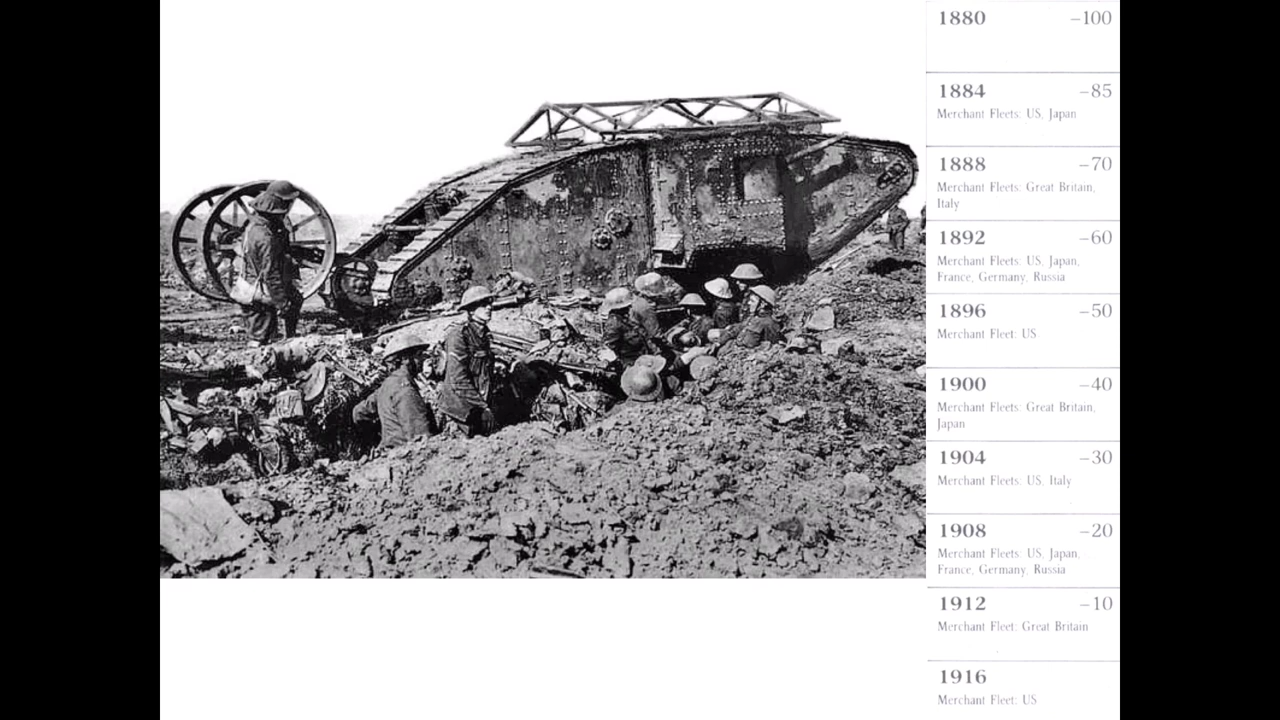 1880 –100
1884 –85
Merchant Fleets: US, Japan
1888 –70
Merchant Fleets: Great Britain,
Italy
1892 –60
Merchant Fleets: US, Japan,
France, Germany, Russia
1896 –50
Merchant Fleet: US
1900 –40
Merchant Fleets: Great Britain,
Japan
1904 –30
Merchant Fleets: US, Italy
1908 –20
Merchant Fleets: US, Japan,
France, Germany, Russia
1912 –10
Merchant Fleet: Great Britain
1916
Merchant Fleet: US